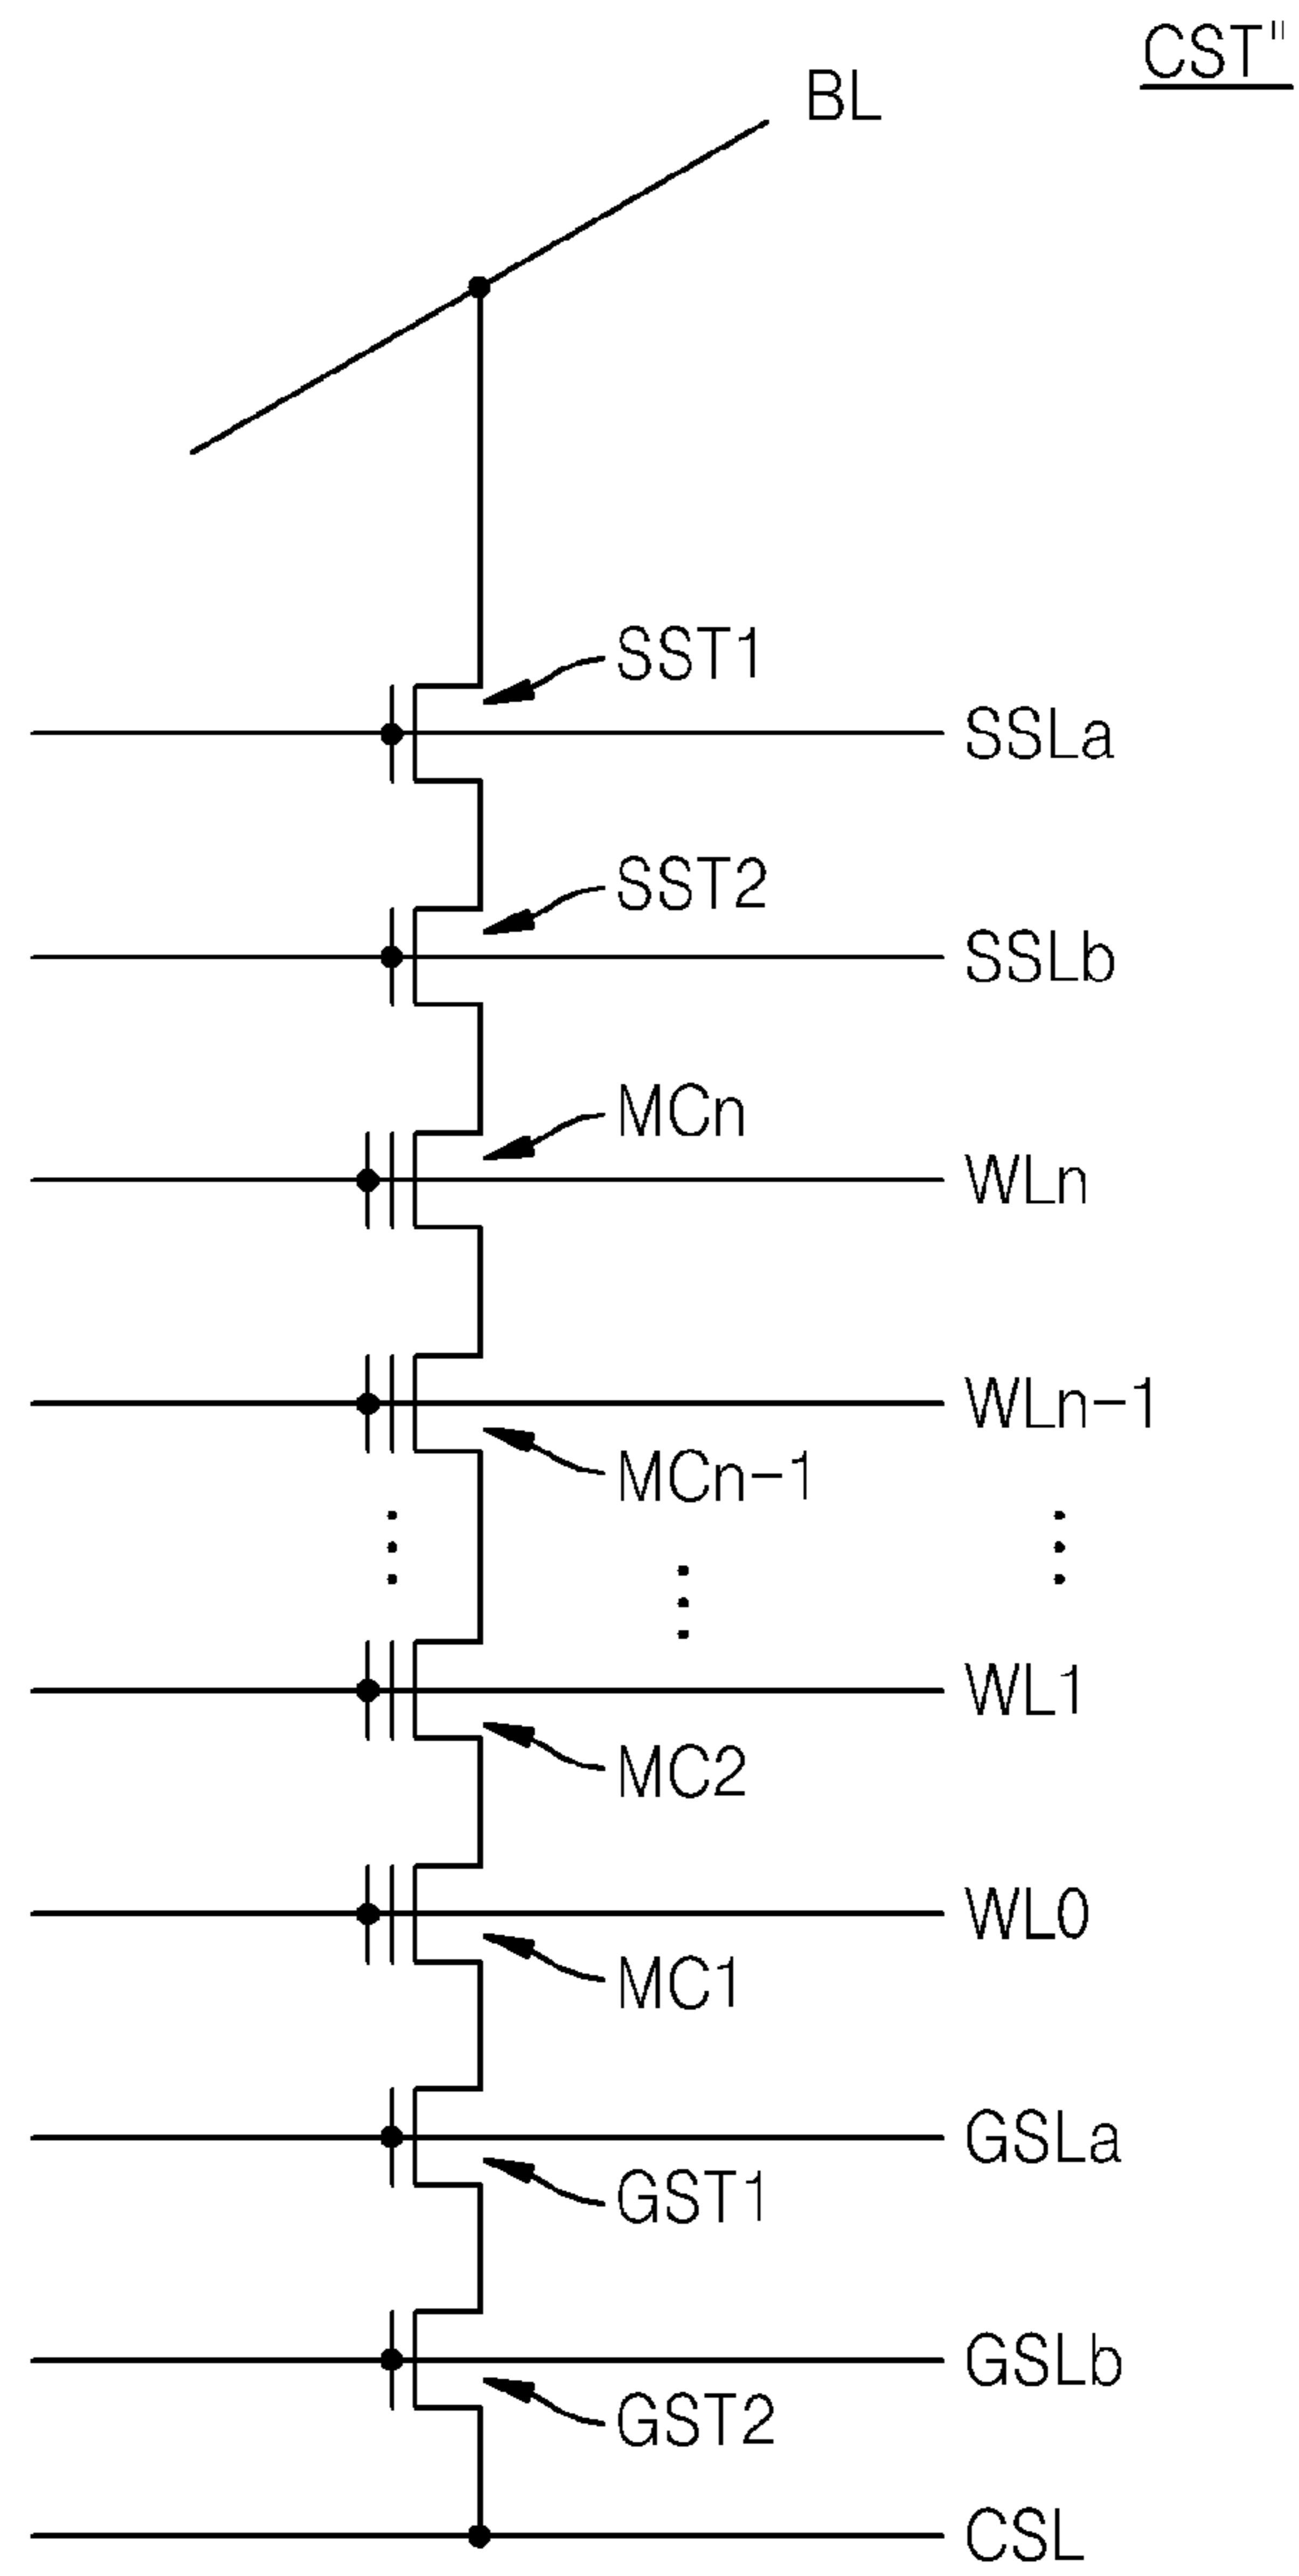 CST"
BL
SST1
SSLa
SST2
SSLb
MCn
WLn
WLn-1
MCn-1
WL1
MC2
WL0
MC1
GSLa
GST1
GSLb
GST2
CSL